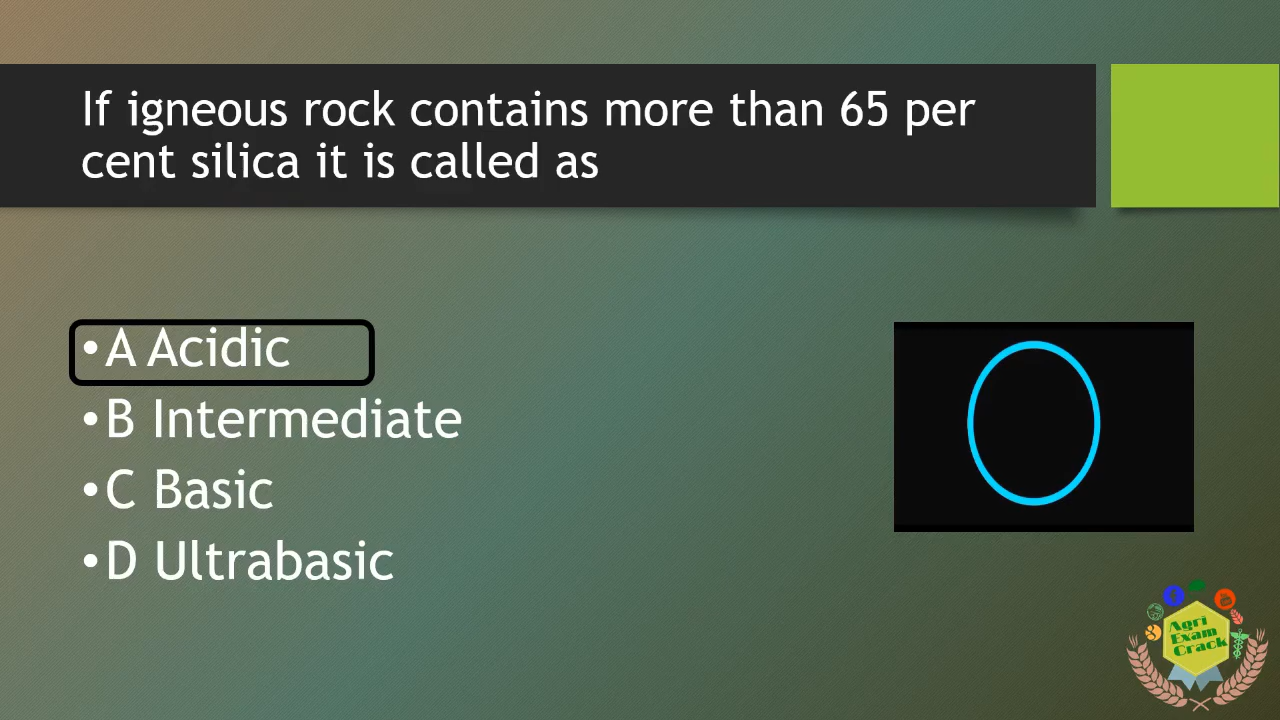 If igneous rock contains more than 65 per
cent silica it is called as
•A Acidic
•B Intermediate
•C Basic
•D Ultrabasic
Agri
Exam
Crack